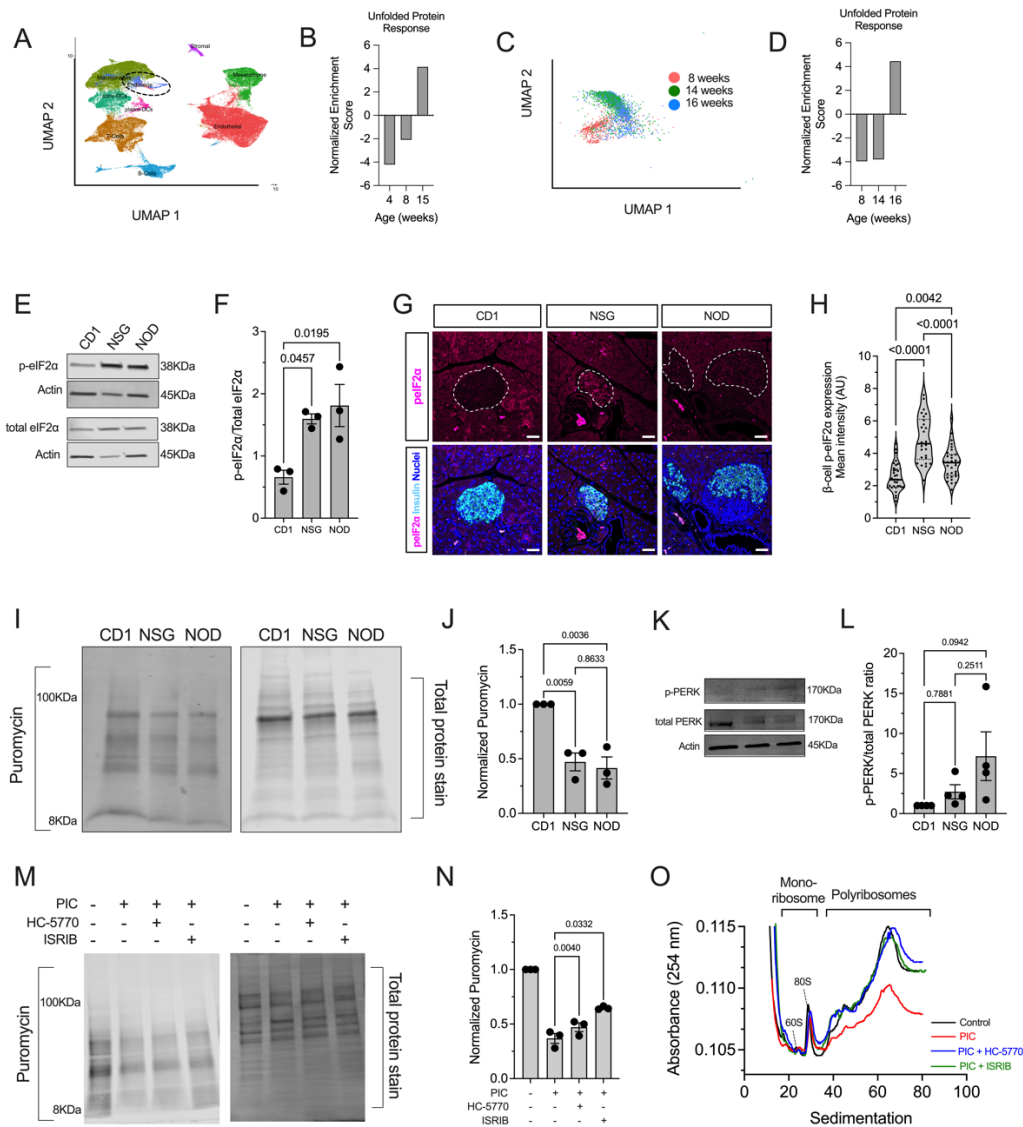 A
10
Stromal
Macrophages
Endocrine
Mesenchyme
conv-DCs
plasm-DCs
T-Cells
Endothelial
B-Cells
10
UMAP 2
UMAP 1
B
Unfolded Protein
Response
Normalized Enrichment
Score
6
4
2
0
-2
-4
-6
4 8 15
Age (weeks)
C
UMAP 2
8 weeks
14 weeks
16 weeks
UMAP 1
D
Unfolded Protein
Response
Normalized Enrichment
Score
6
4
2
0
-2
-4
-6
8 14 16
Age (weeks)
E
CD1 NSG NOD
p-eIF2α 38KDa
Actin 45KDa
total eIF2α 38KDa
Actin 45KDa
F
0.0195
0.0457
p-eIF2α/Total eIF2α
3
2
1
0
CD1 NSG NOD
G
CD1 NSG NOD
peIF2α
peIF2α Insulin Nuclei
H
0.0042
<0.0001
<0.0001
β-cell p-eIF2α expression
Mean intensity (AU)
8
6
4
2
0
CD1 NSG NOD
I
CD1 NSG NOD CD1 NSG NOD
Puromycin
100KDa
8KDa
Total protein stain
J
0.0036
0.8633
0.0059
Normalized Puromycin
1.5
1.0
0.5
0.0
CD1 NSG NOD
K
p-PERK 170KDa
total PERK 170KDa
Actin 45KDa
L
0.0942
0.2511
0.7881
p-PERK/total PERK ratio
20
15
10
5
0
CD1 NSG NOD
M
PIC - + + + - + + +
HC-5770 - - + - - - + -
ISRIB - - - + - - - +
Puromycin
100KDa
8KDa
Total protein stain
N
0.0332
0.0040
Normalized Puromycin
1.5
1.0
0.5
0.0
PIC - + + +
HC-5770 - - + -
ISRIB - - - +
O
Mono-
ribosome
Polyribosomes
Absorbance (254 nm)
0.115
0.110
0.105
80S
60S
Control
PIC
PIC + HC-5770
PIC + ISRIB
0 20 40 60 80 100
Sedimentation